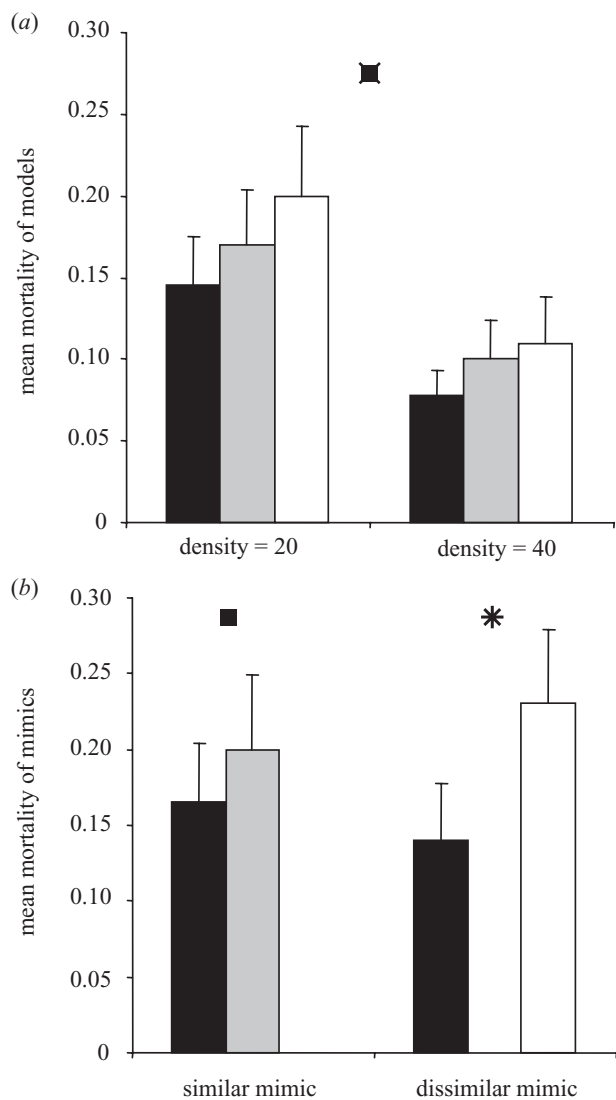 (a)
0.30
0.25
0.20
0.15
0.10
0.05
0
mean mortality of models
density = 20 density = 40
(b)
0.30
0.25
0.20
0.15
0.10
0.05
0
mean mortality of mimics
similar mimic dissimilar mimic